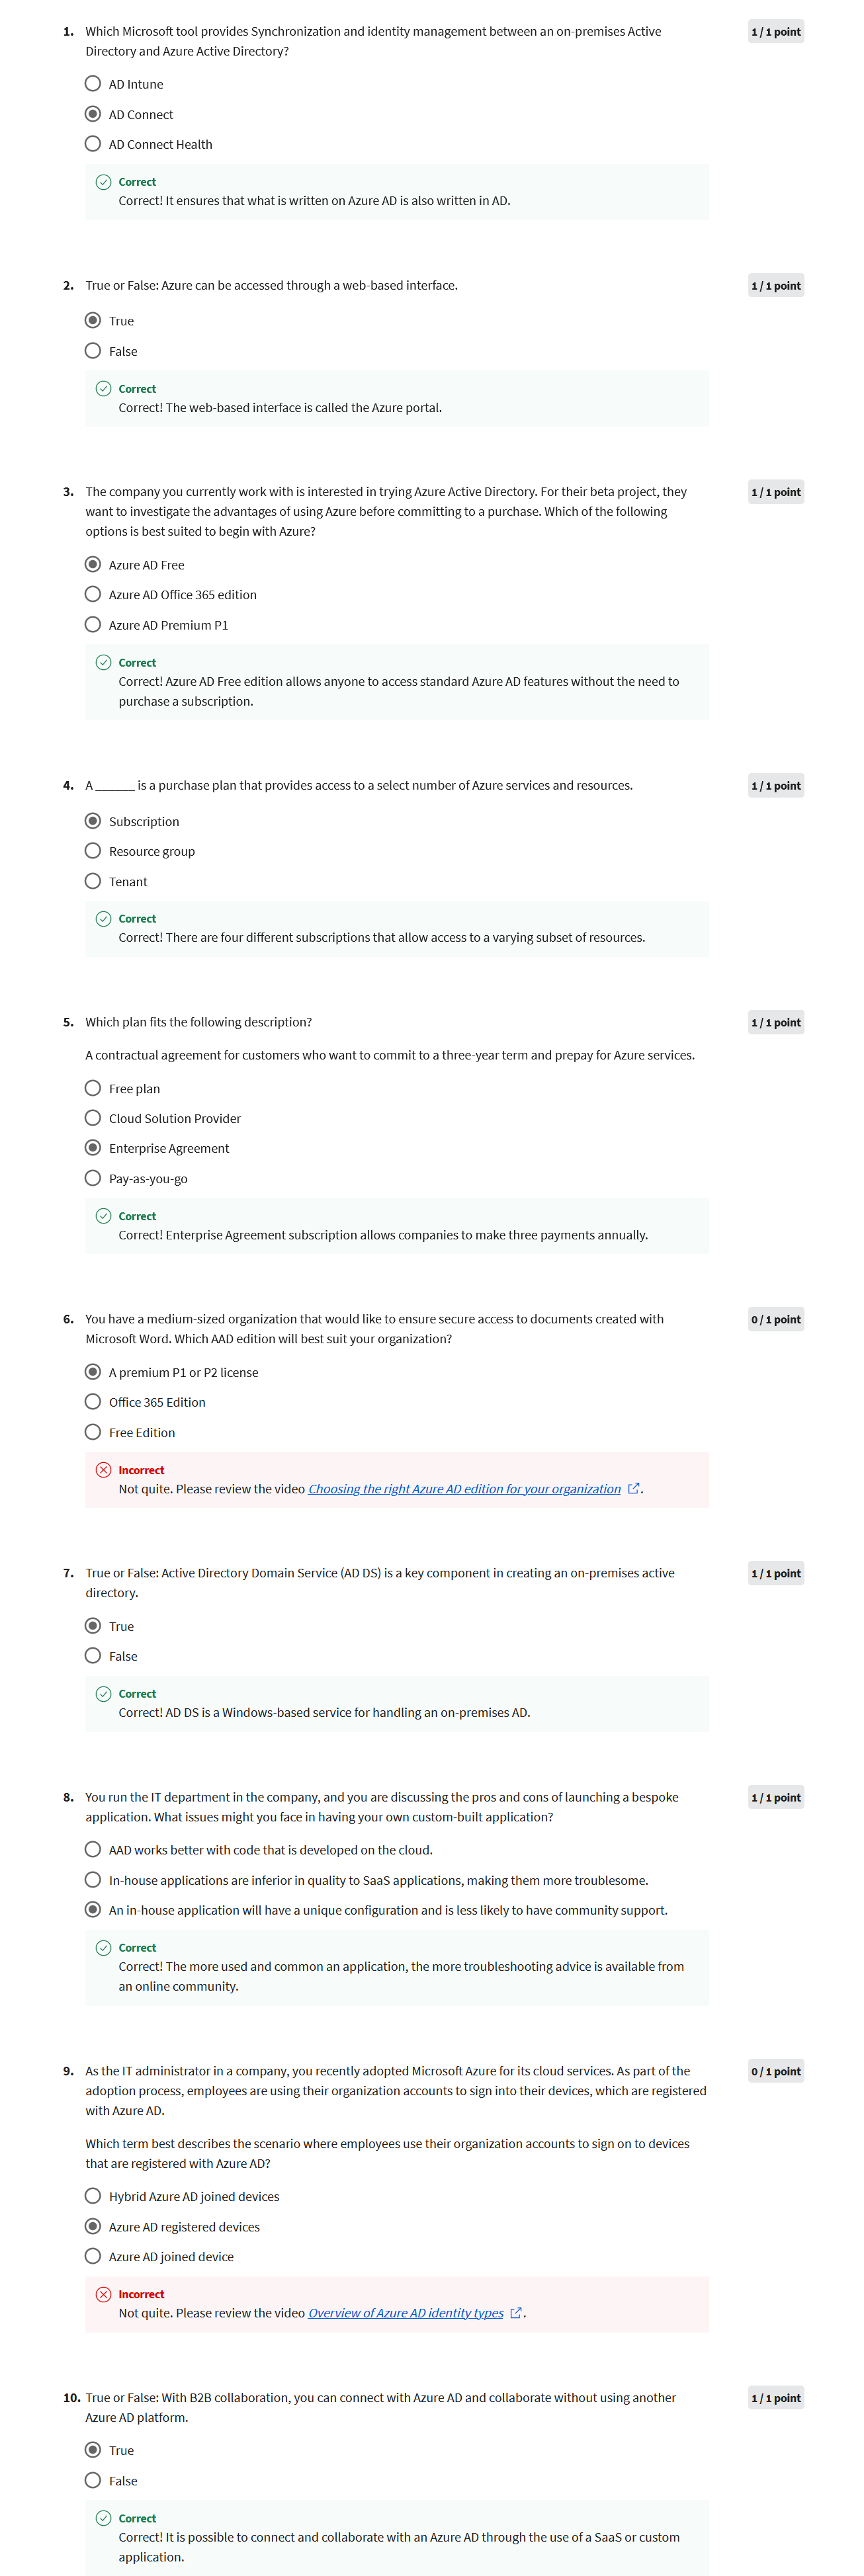 1. Which Microsoft tool provides Synchronization and identity management between an on-premises Active
Directory and Azure Active Directory?
1 / 1 point
AD Intune
AD Connect
AD Connect Health
Correct
Correct! It ensures that what is written on Azure AD is also written in AD.
2. True or False: Azure can be accessed through a web-based interface.
1 / 1 point
True
False
Correct
Correct! The web-based interface is called the Azure portal.
3. The company you currently work with is interested in trying Azure Active Directory. For their beta project, they
want to investigate the advantages of using Azure before committing to a purchase. Which of the following
options is best suited to begin with Azure?
1 / 1 point
Azure AD Free
Azure AD Office 365 edition
Azure AD Premium P1
Correct
Correct! Azure AD Free edition allows anyone to access standard Azure AD features without the need to
purchase a subscription.
4. A ______ is a purchase plan that provides access to a select number of Azure services and resources.
1 / 1 point
Subscription
Resource group
Tenant
Correct
Correct! There are four different subscriptions that allow access to a varying subset of resources.
5. Which plan fits the following description?
1 / 1 point
A contractual agreement for customers who want to commit to a three-year term and prepay for Azure services.
Free plan
Cloud Solution Provider
Enterprise Agreement
Pay-as-you-go
Correct
Correct! Enterprise Agreement subscription allows companies to make three payments annually.
6. You have a medium-sized organization that would like to ensure secure access to documents created with
Microsoft Word. Which AAD edition will best suit your organization?
0 / 1 point
A premium P1 or P2 license
Office 365 Edition
Free Edition
Incorrect
Not quite. Please review the video Choosing the right Azure AD edition for your organization.
7. True or False: Active Directory Domain Service (AD DS) is a key component in creating an on-premises active
directory.
1 / 1 point
True
False
Correct
Correct! AD DS is a Windows-based service for handling an on-premises AD.
8. You run the IT department in the company, and you are discussing the pros and cons of launching a bespoke
application. What issues might you face in having your own custom-built application?
1 / 1 point
AAD works better with code that is developed on the cloud.
In-house applications are inferior in quality to SaaS applications, making them more troublesome.
An in-house application will have a unique configuration and is less likely to have community support.
Correct
Correct! The more used and common an application, the more troubleshooting advice is available from
an online community.
9. As the IT administrator in a company, you recently adopted Microsoft Azure for its cloud services. As part of the
adoption process, employees are using their organization accounts to sign into their devices, which are registered
with Azure AD.
0 / 1 point
Which term best describes the scenario where employees use their organization accounts to sign on to devices
that are registered with Azure AD?
Hybrid Azure AD joined devices
Azure AD registered devices
Azure AD joined device
Incorrect
Not quite. Please review the video Overview of Azure AD identity types.
10. True or False: With B2B collaboration, you can connect with Azure AD and collaborate without using another
Azure AD platform.
1 / 1 point
True
False
Correct
Correct! It is possible to connect and collaborate with an Azure AD through the use of a SaaS or custom
application.